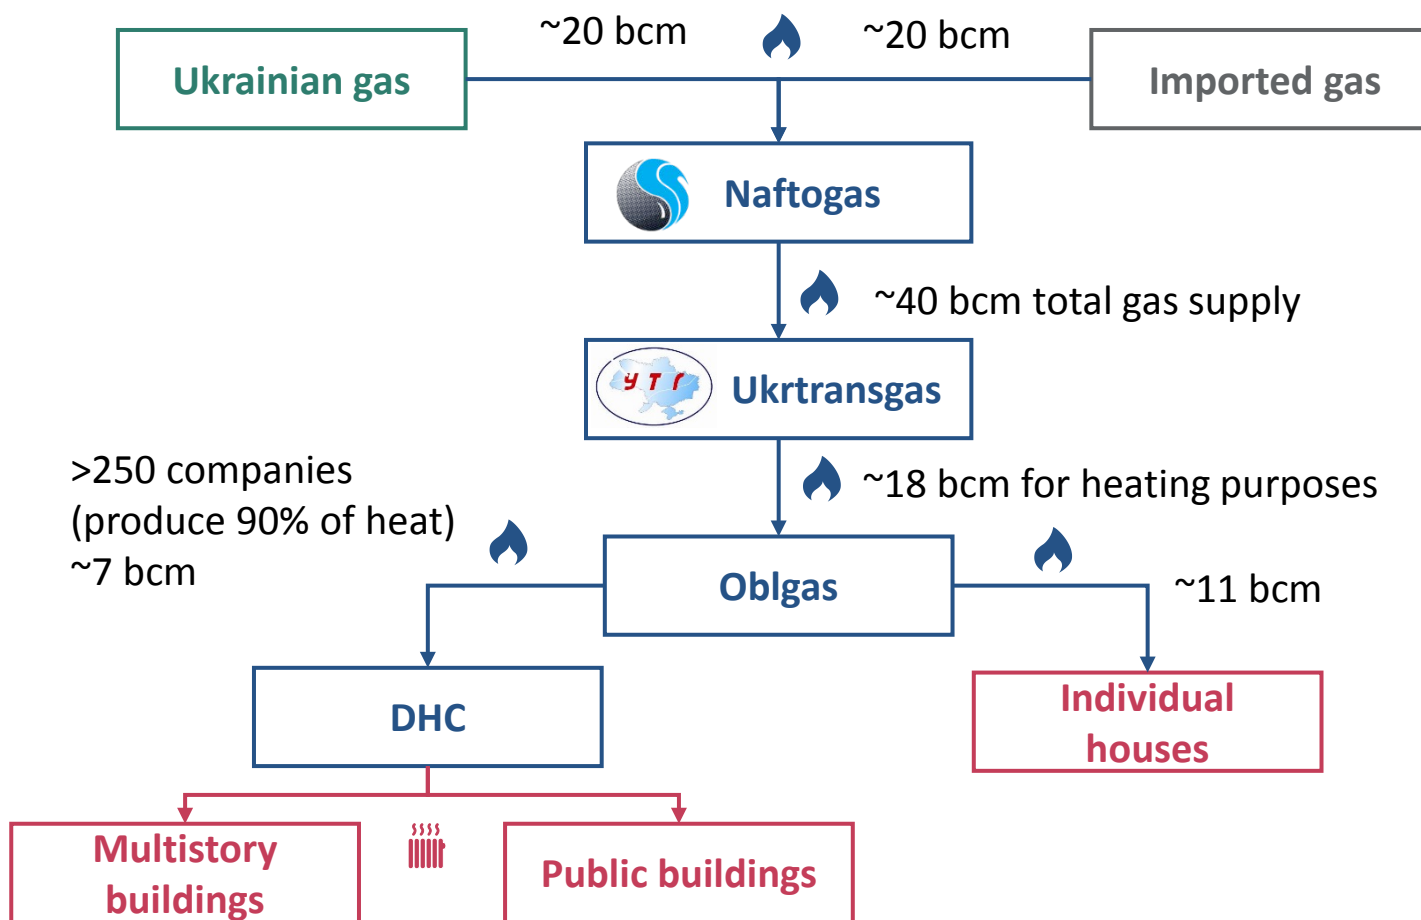 ~20 bcm
~20 bcm
Ukrainian gas
Imported gas
Naftogas
~40 bcm total gas supply
УТГ
Ukrtransgas
>250 companies
(produce 90% of heat)
~7 bcm
~18 bcm for heating purposes
Oblgas
~11 bcm
DHC
Individual
houses
Multistory
buildings
Public buildings